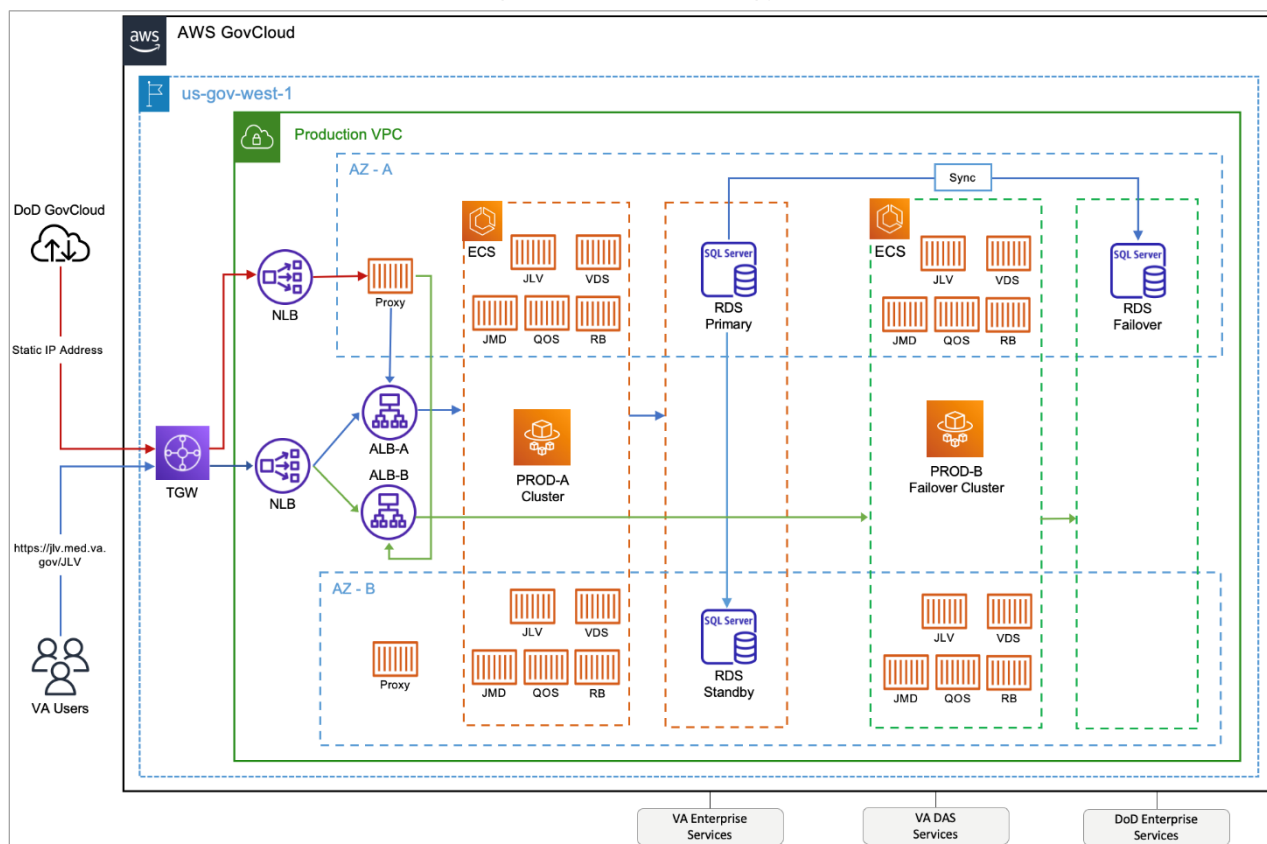 aws
AWS GovCloud
us-gov-west-1
Production VPC
AZ - A
Sync
DoD GovCloud
ECS
JLV
VDS
SQL Server
ECS
JLV
VDS
SQL Server
NLB
Proxy
RDS
Primary
RDS
Failover
JMD
QOS
RB
JMD
QOS
RB
Static IP Address
ALB-A
TGW
NLB
ALB-B
PROD-A
Cluster
PROD-B
Failover Cluster
https://jlv.med.va.
gov/JLV
VA Users
AZ - B
Proxy
JLV
VDS
JMD
QOS
RB
SQL Server
RDS
Standby
JLV
VDS
JMD
QOS
RB
VA Enterprise
Services
VA DAS
Services
DoD Enterprise
Services